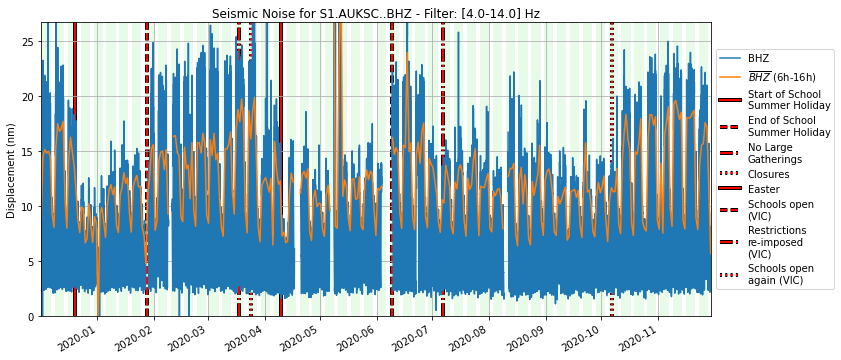 Seismic Noise for S1.AUKSC..BHZ - Filter: [4.0-14.0] Hz
Displacement (nm)
25
20
15
10
5
0
2020-01
2020-02
2020-03
2020-04
2020-05
2020-06
2020-07
2020-08
2020-09
2020-10
2020-11
BHZ
BHZ (6h-16h)
Start of School
Summer Holiday
End of School
Summer Holiday
No Large
Gatherings
Closures
Easter
Schools open
(VIC)
Restrictions
re-imposed
(VIC)
Schools open
again (VIC)